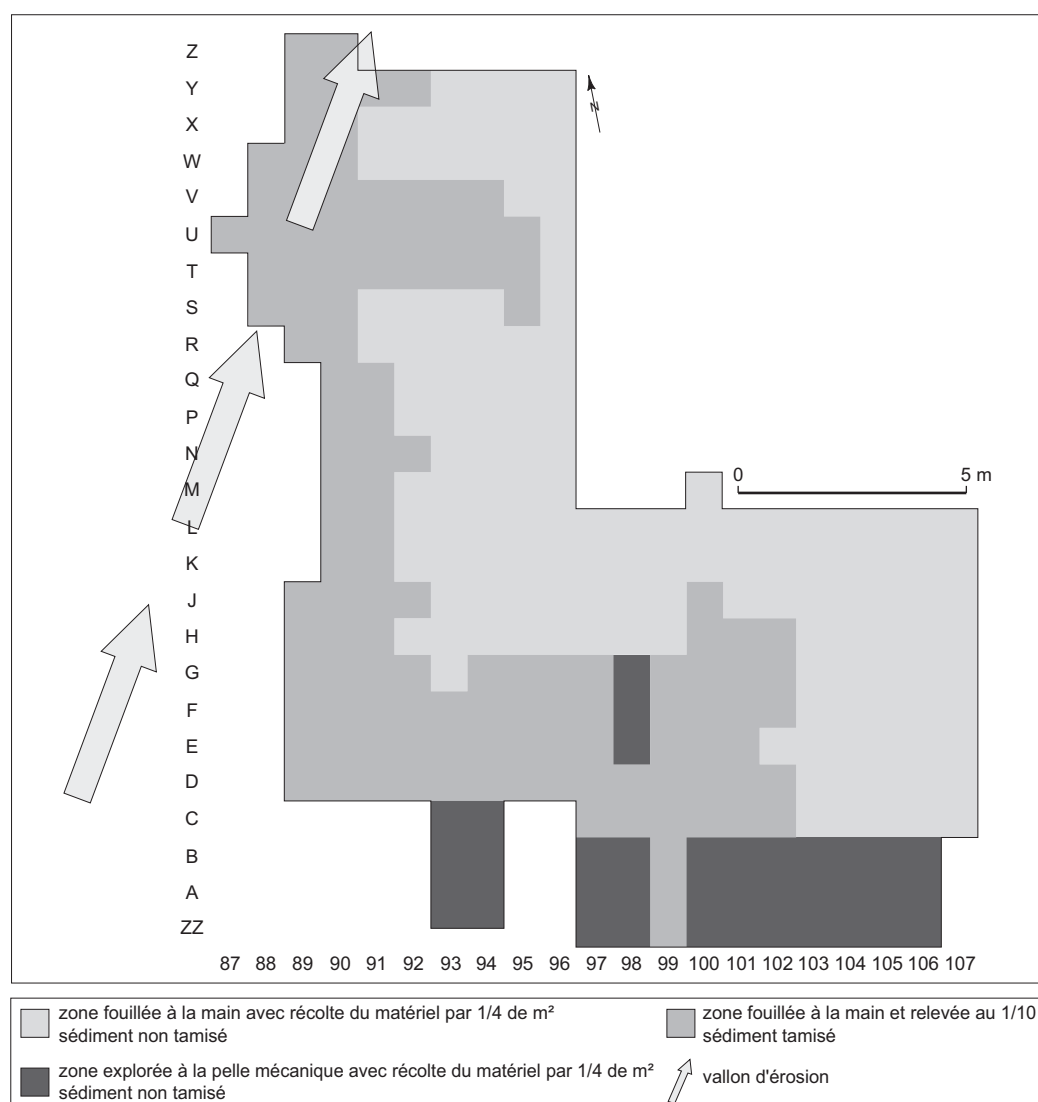 Z
Y
X
W
V
U
T
S
R
Q
P
N
M
L
K
J
H
G
F
E
D
C
B
A
ZZ
N
0 5 m
87 88 89 90 91 92 93 94 95 96 97 98 99 100 101 102 103 104 105 106 107
zone fouillée à la main avec récolte du matériel par 1/4 de m²
sédiment non tamisé
zone explorée à la pelle mécanique avec récolte du matériel par 1/4 de m²
sédiment non tamisé
zone fouillée à la main et relevée au 1/10
sédiment tamisé
vallon d'érosion